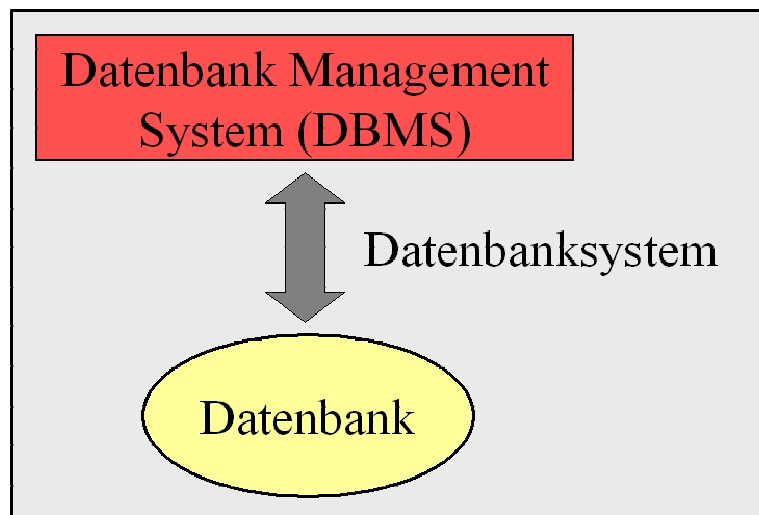 Datenbank Management
System (DBMS)
Datenbanksystem
Datenbank